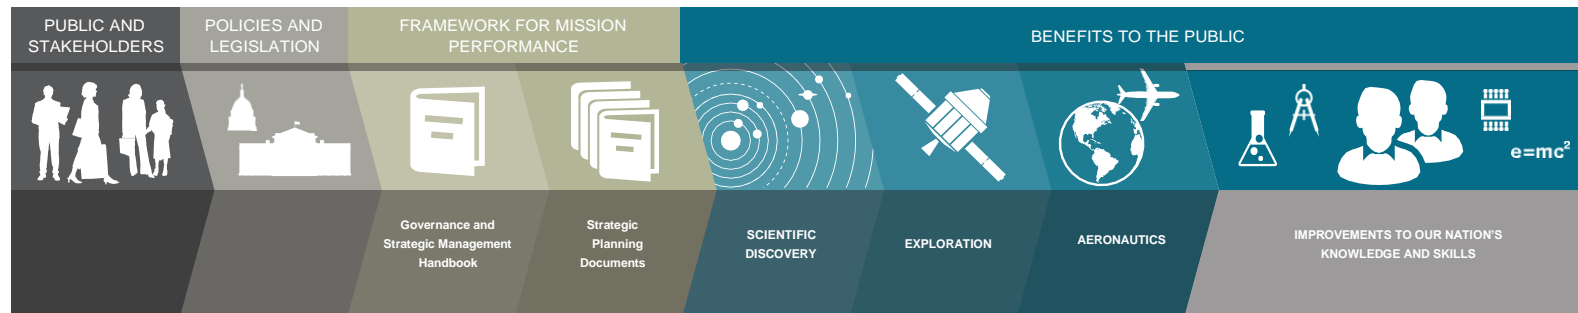 PUBLIC AND
STAKEHOLDERS
POLICIES AND
LEGISLATION
FRAMEWORK FOR MISSION
PERFORMANCE
BENEFITS TO THE PUBLIC
e=mc²
Governance and
Strategic Management
Handbook
Strategic
Planning
Documents
SCIENTIFIC
DISCOVERY
EXPLORATION
AERONAUTICS
IMPROVEMENTS TO OUR NATION'S
KNOWLEDGE AND SKILLS